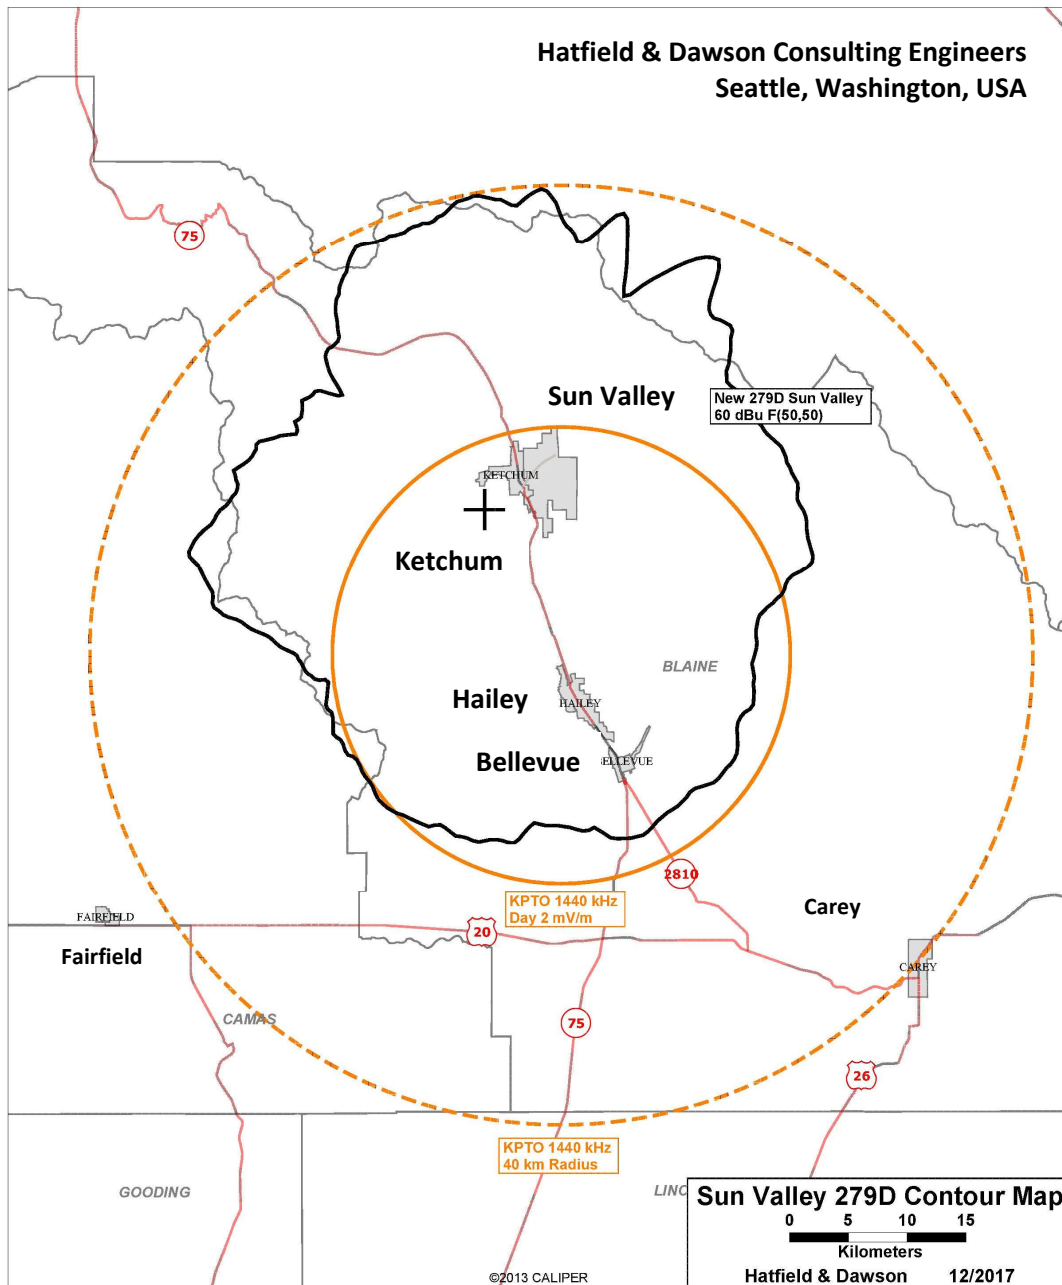 Hatfield & Dawson Consulting Engineers
Seattle, Washington, USA
75
Sun Valley
New 279D Sun Valley
60 dBu F(50,50)
KETCHUM
Ketchum
BLAINE
Hailey
HAILEY
Bellevue
ELLEVUE
2810
KPTO 1440 kHz
Day 2 mV/m
FAIRFIELD
20
Carey
Fairfield
CAREY
CAMAS
75
26
KPTO 1440 kHz
40 km Radius
GOODING
LINC
Sun Valley 279D Contour Map
0 5 10 15
Kilometers
Hatfield & Dawson 12/2017
©2013 CALIPER